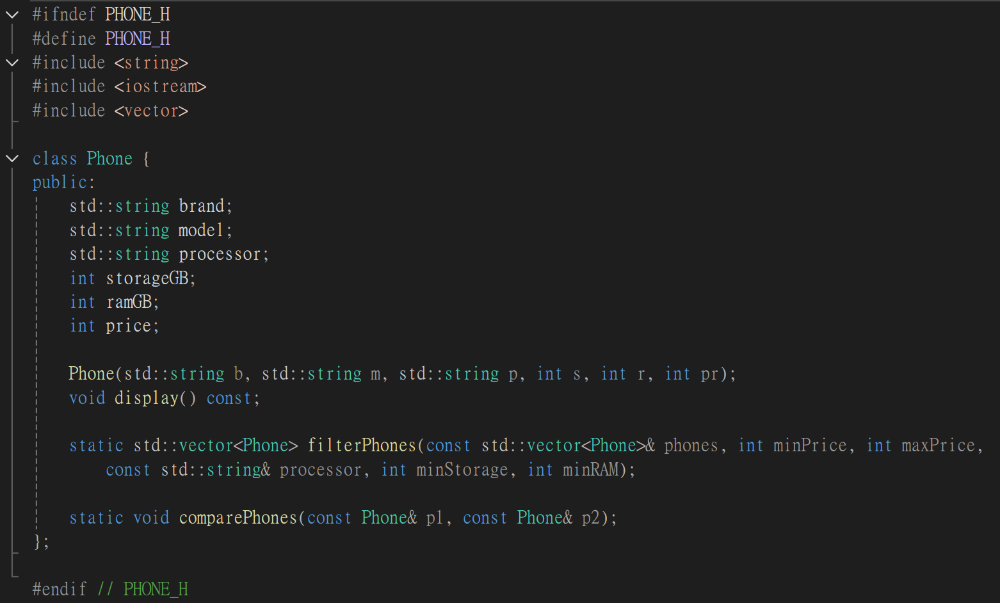 #ifndef PHONE_H
#define PHONE_H
#include <string>
#include <iostream>
#include <vector>
class Phone {
public:
std::string brand;
std::string model;
std::string processor;
int storageGB;
int ramGB;
int price;
Phone(std::string b, std::string m, std::string p, int s, int r, int pr);
void display() const;
static std::vector<Phone> filterPhones(const std::vector<Phone>& phones, int minPrice, int maxPrice,
const std::string& processor, int minStorage, int minRAM);
static void comparePhones(const Phone& p1, const Phone& p2);
};
#endif // PHONE_H